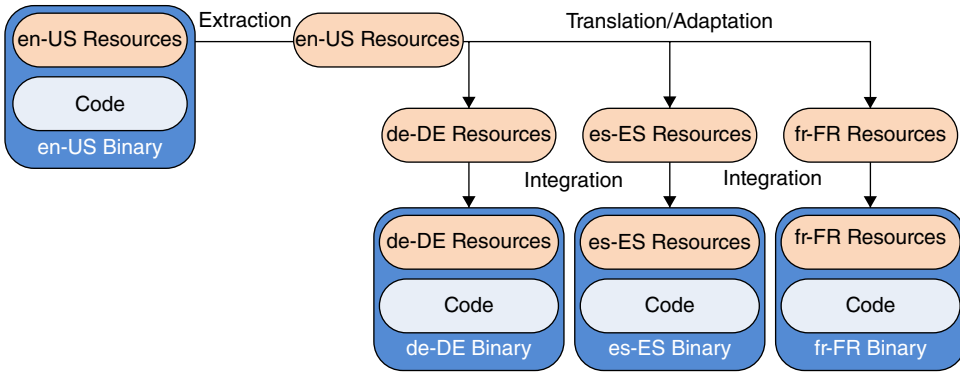 Extraction
Translation/Adaptation
en-US Resources
en-US Resources
Code
en-US Binary
de-DE Resources
es-ES Resources
fr-FR Resources
Integration
Integration
de-DE Resources
es-ES Resources
fr-FR Resources
Code
Code
Code
de-DE Binary
es-ES Binary
fr-FR Binary